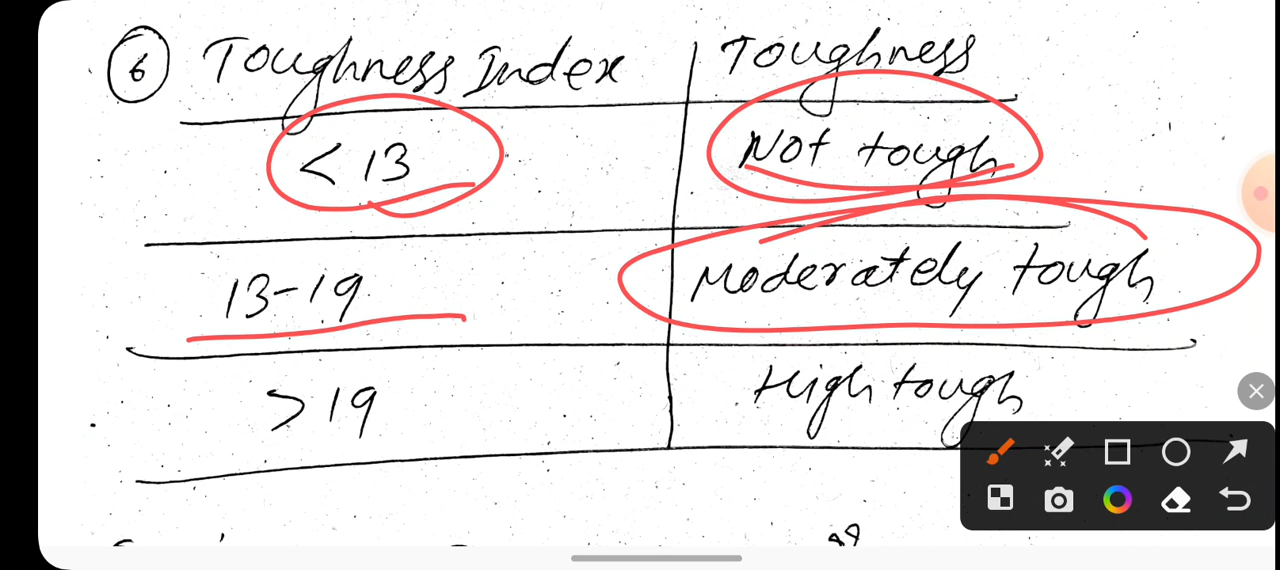 6 Toughness Index Toughness
< 13 Not tough
13-19 Moderately tough
> 19 High tough